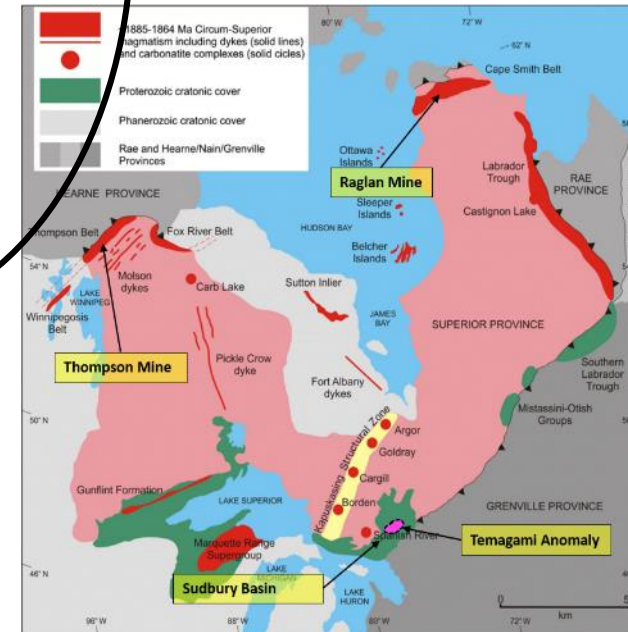 80° W
72° W
1885-1864 Ma Circum-Superior
magmatism including dykes (solid lines)
and carbonatite complexes (solid cicles)
Proterozoic cratonic cover
Phanerozoic cratonic cover
Rae and Hearne/Nain/Grenville
Provinces
62° N
Cape Smith Belt
Ottawa
Islands
Raglan Mine
Sleeper
Islands
HUDSON BAY
Belcher
Islands
Labrador
Trough
Castignon Lake
RAE
PROVINCE
HEARNE PROVINCE
Thompson Belt
Fox River Belt
54° N
Molson
dykes
LAKE
WINNIPEG
Winnipegosis
Belt
Carb Lake
Sutton Inlier
JAMES
BAY
SUPERIOR PROVINCE
Thompson Mine
Pickle Crow
dyke
Fort Albany
dykes
Southern
Labrador
Trough
Mistassini-Otish
Groups
50° N
50° N
Kapuskasing Structural Zone
Argor
Goldray
Cargill
Borden
Gunflint Formation
LAKE SUPERIOR
GRENVILLE PROVINCE
Spanish River
Temagami Anomaly
Marquette Range
Supergroup
46° N
46° N
LAKE
MICHIGAN
Sudbury Basin
LAKE
HURON
0
km
96° W
88° W
80° W
72° W